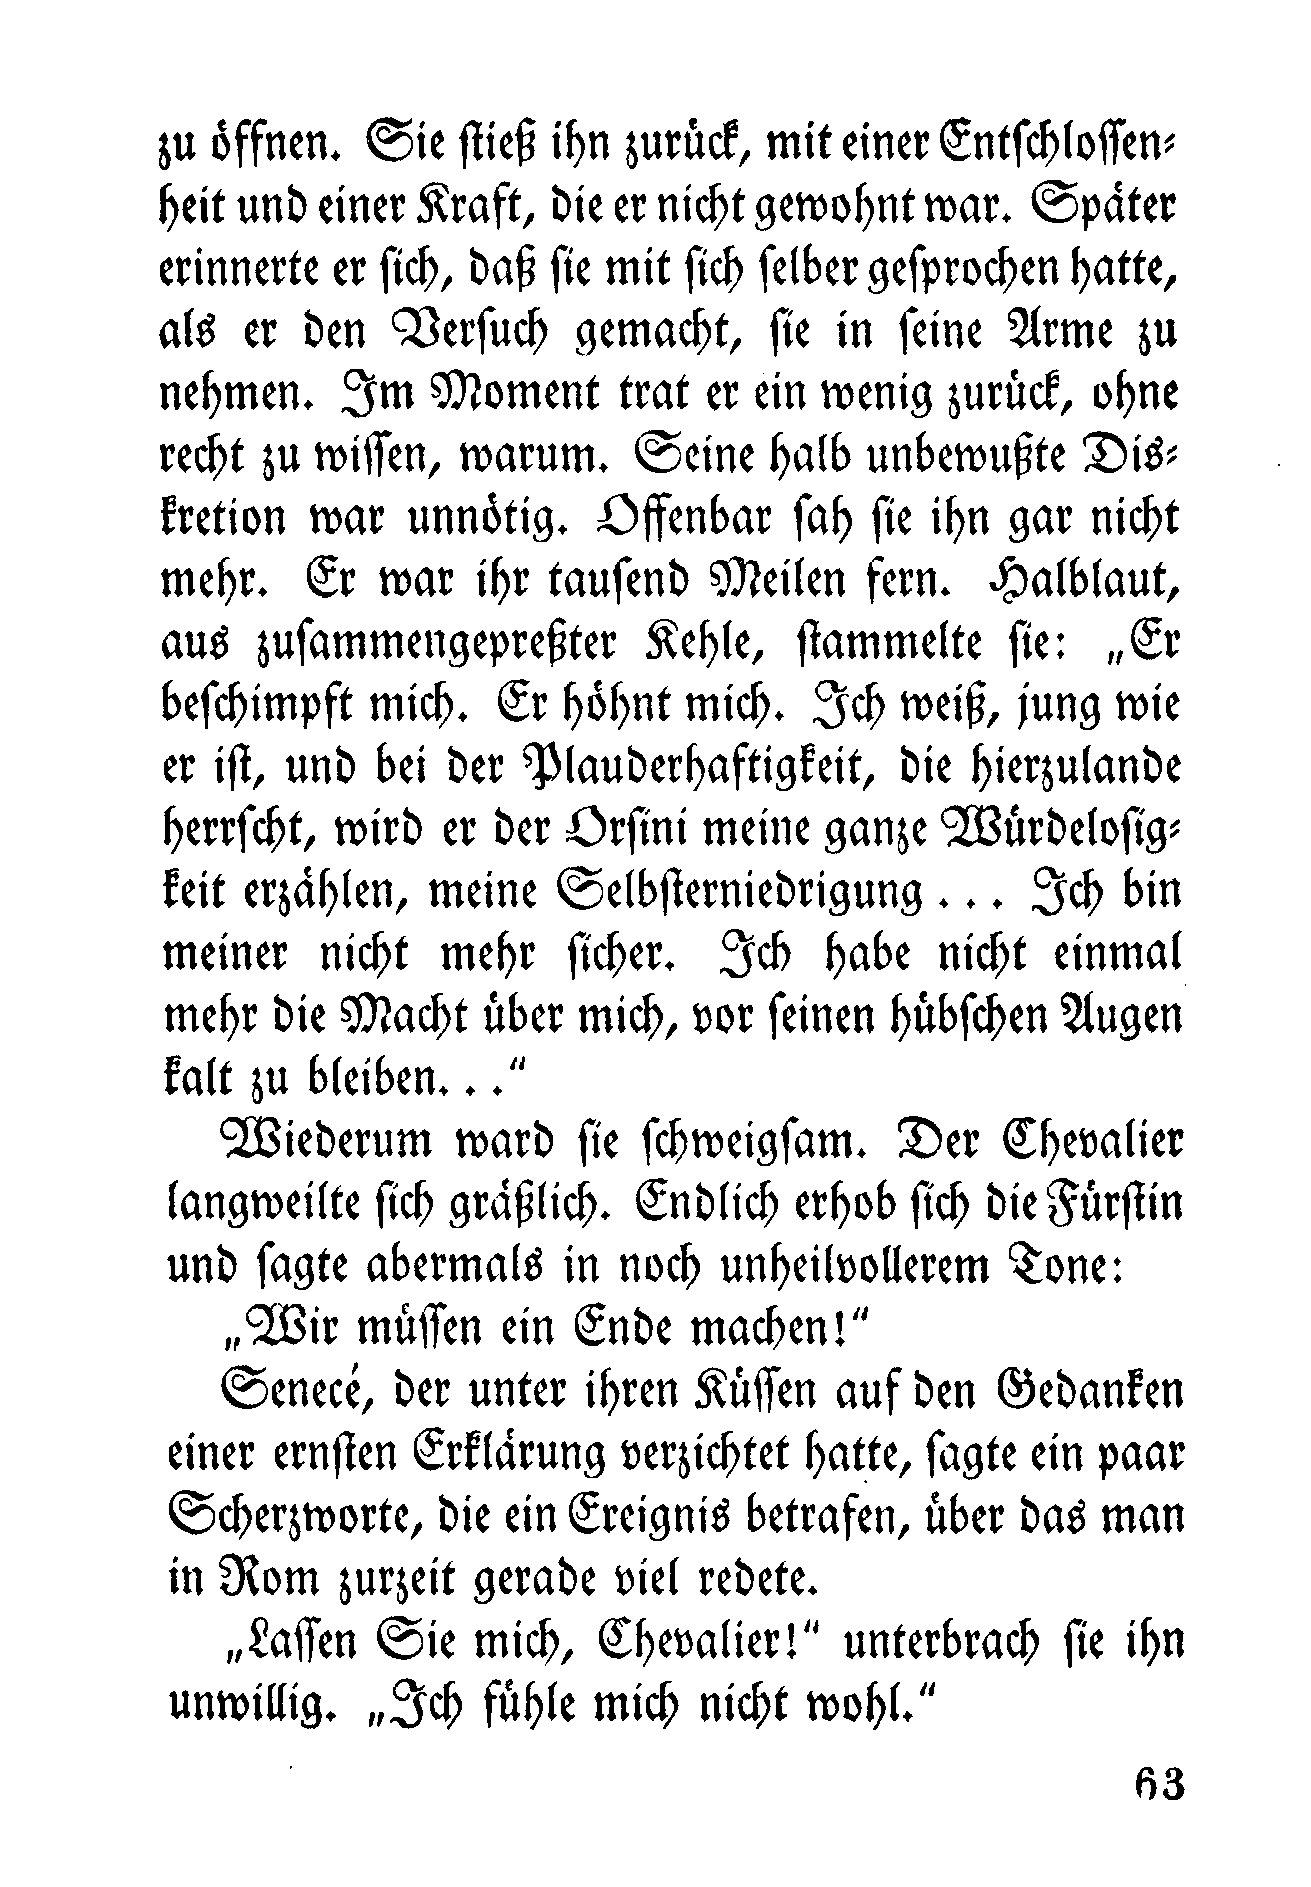 zu öffnen. Sie ſtieß ihn zurück, mit einer Entſchloſſen⸗
heit und einer Kraft, die er nicht gewohnt war. Später
erinnerte er ſich, daß ſie mit ſich ſelber geſprochen hatte,
als er den Verſuch gemacht, ſie in ſeine Arme zu
nehmen. Im Moment trat er ein wenig zurück, ohne
recht zu wiſſen, warum. Seine halb unbewußte Dis⸗
kretion war unnötig. Offenbar ſah ſie ihn gar nicht
mehr. Er war ihr tauſend Meilen fern. Halblaut,
aus zuſammengepreßter Kehle, ſtammelte ſie: „Er
beſchimpft mich. Er höhnt mich. Ich weiß, jung wie
er iſt, und bei der Plauderhaftigkeit, die hierzulande
herrſcht, wird er der Orſini meine ganze Würdeloſig⸗
keit erzählen, meine Selbſterniedrigung . . . Ich bin
meiner nicht mehr ſicher. Ich habe nicht einmal
mehr die Macht über mich, vor ſeinen hübſchen Augen
kalt zu bleiben. . .“
Wiederum ward ſie ſchweigſam. Der Chevalier
langweilte ſich gräßlich. Endlich erhob ſich die Fürſtin
und ſagte abermals in noch unheilvollerem Tone:
„Wir müſſen ein Ende machen!“
Senecé, der unter ihren Küſſen auf den Gedanken
einer ernſten Erklärung verzichtet hatte, ſagte ein paar
Scherzworte, die ein Ereignis betrafen, über das man
in Rom zurzeit gerade viel redete.
„Laſſen Sie mich, Chevalier!“ unterbrach ſie ihn
unwillig. „Ich fühle mich nicht wohl.“
63